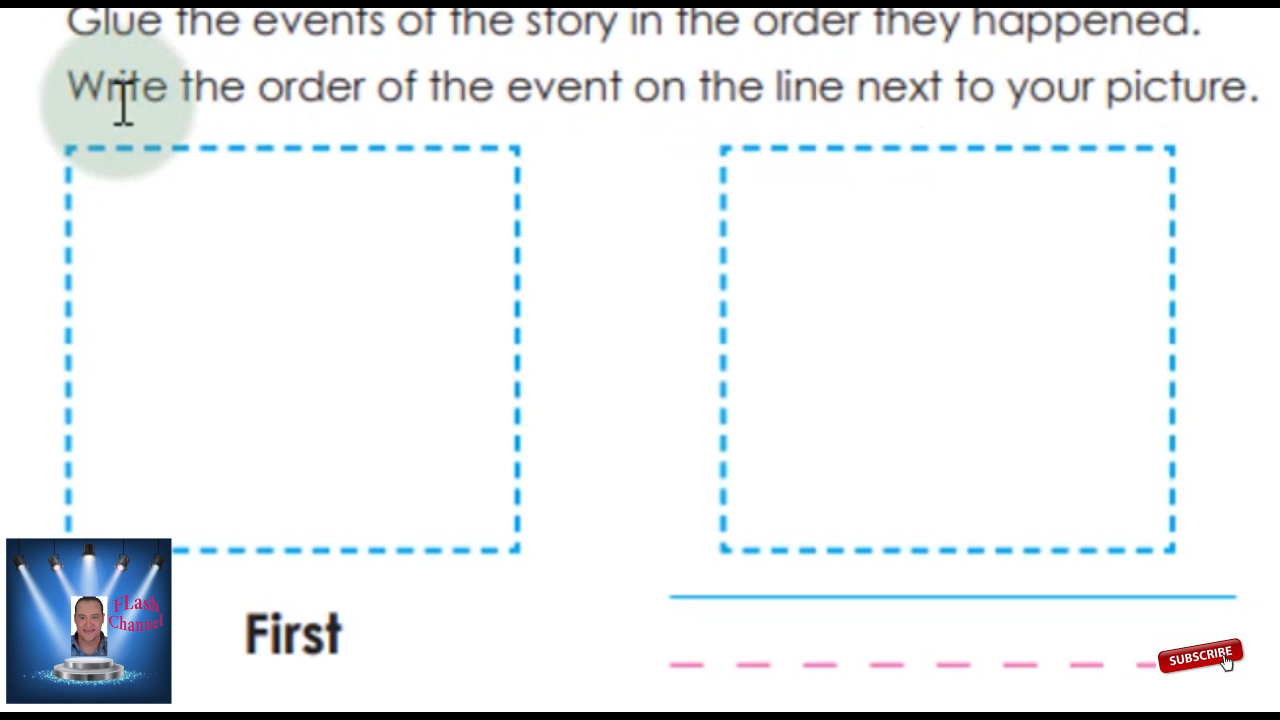 Glue the events of the story in the order they happened.
Write the order of the event on the line next to your picture.
First
FLash
Channel
SUBSCRIBE